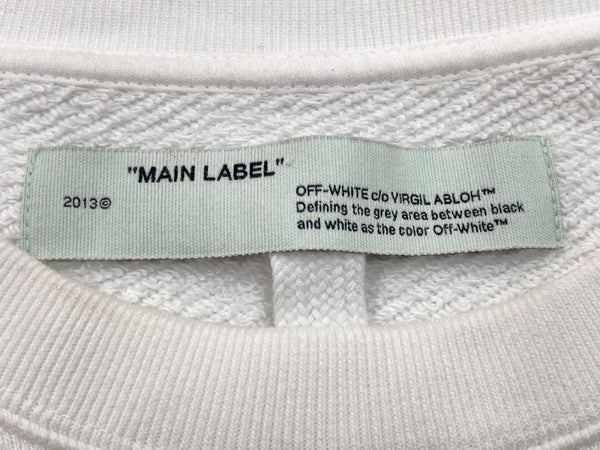 "MAIN LABEL"
2013©
OFF-WHITE c/o VIRGIL ABLOH™
Defining the grey area between black
and white as the color Off-White™